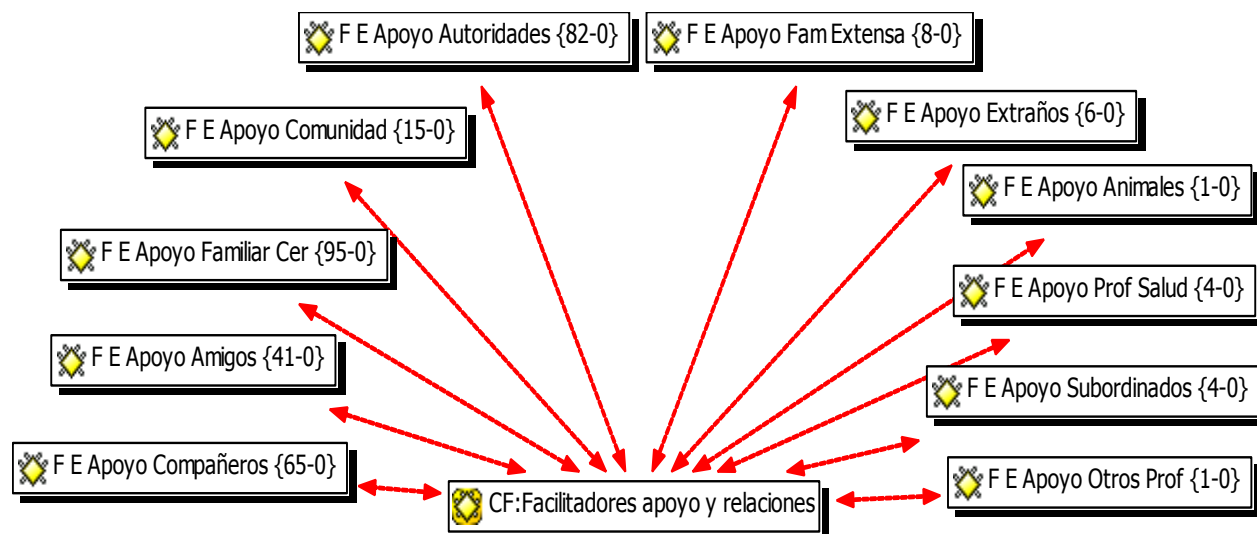 F E Apoyo Autoridades {82-0}
F E Apoyo Fam Extensa {8-0}
F E Apoyo Comunidad {15-0}
F E Apoyo Extraños {6-0}
F E Apoyo Animales {1-0}
F E Apoyo Familiar Cer {95-0}
F E Apoyo Prof Salud {4-0}
F E Apoyo Amigos {41-0}
F E Apoyo Subordinados {4-0}
F E Apoyo Compañeros {65-0}
F E Apoyo Otros Prof {1-0}
CF:Facilitadores apoyo y relaciones